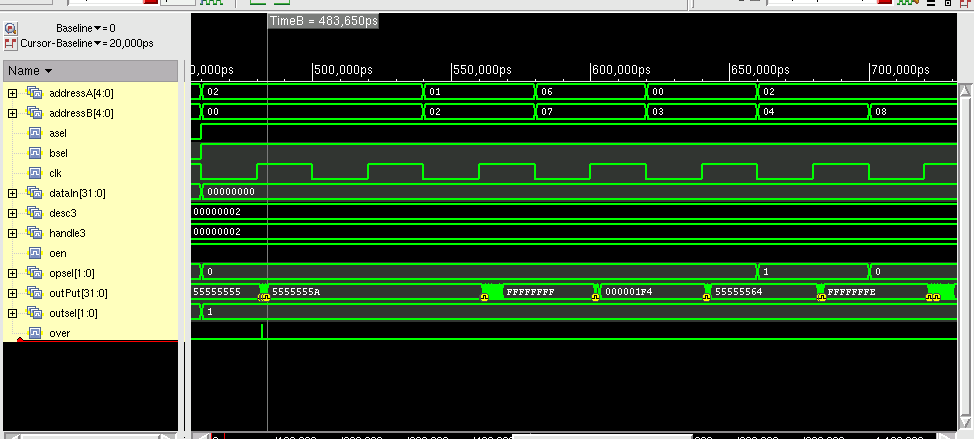 TimeB = 483,650ps
Baseline▼= 0
Cursor-Baseline▼= 20,000ps
Name ▼
0,000ps 500,000ps 550,000ps 600,000ps 650,000ps 700,000ps
addressA[4:0] 02 01 06 00 02
addressB[4:0] 00 02 07 03 04 08
asel
bsel
clk
dataIn[31:0] 00000000
desc3 00000002
handle3 00000002
oen
opsel[1:0] 0 1 0
outPut[31:0] 55555555 5555555A FFFFFFFF 000001F4 55555564 FFFFFFFE
outsel[1:0] 1
over